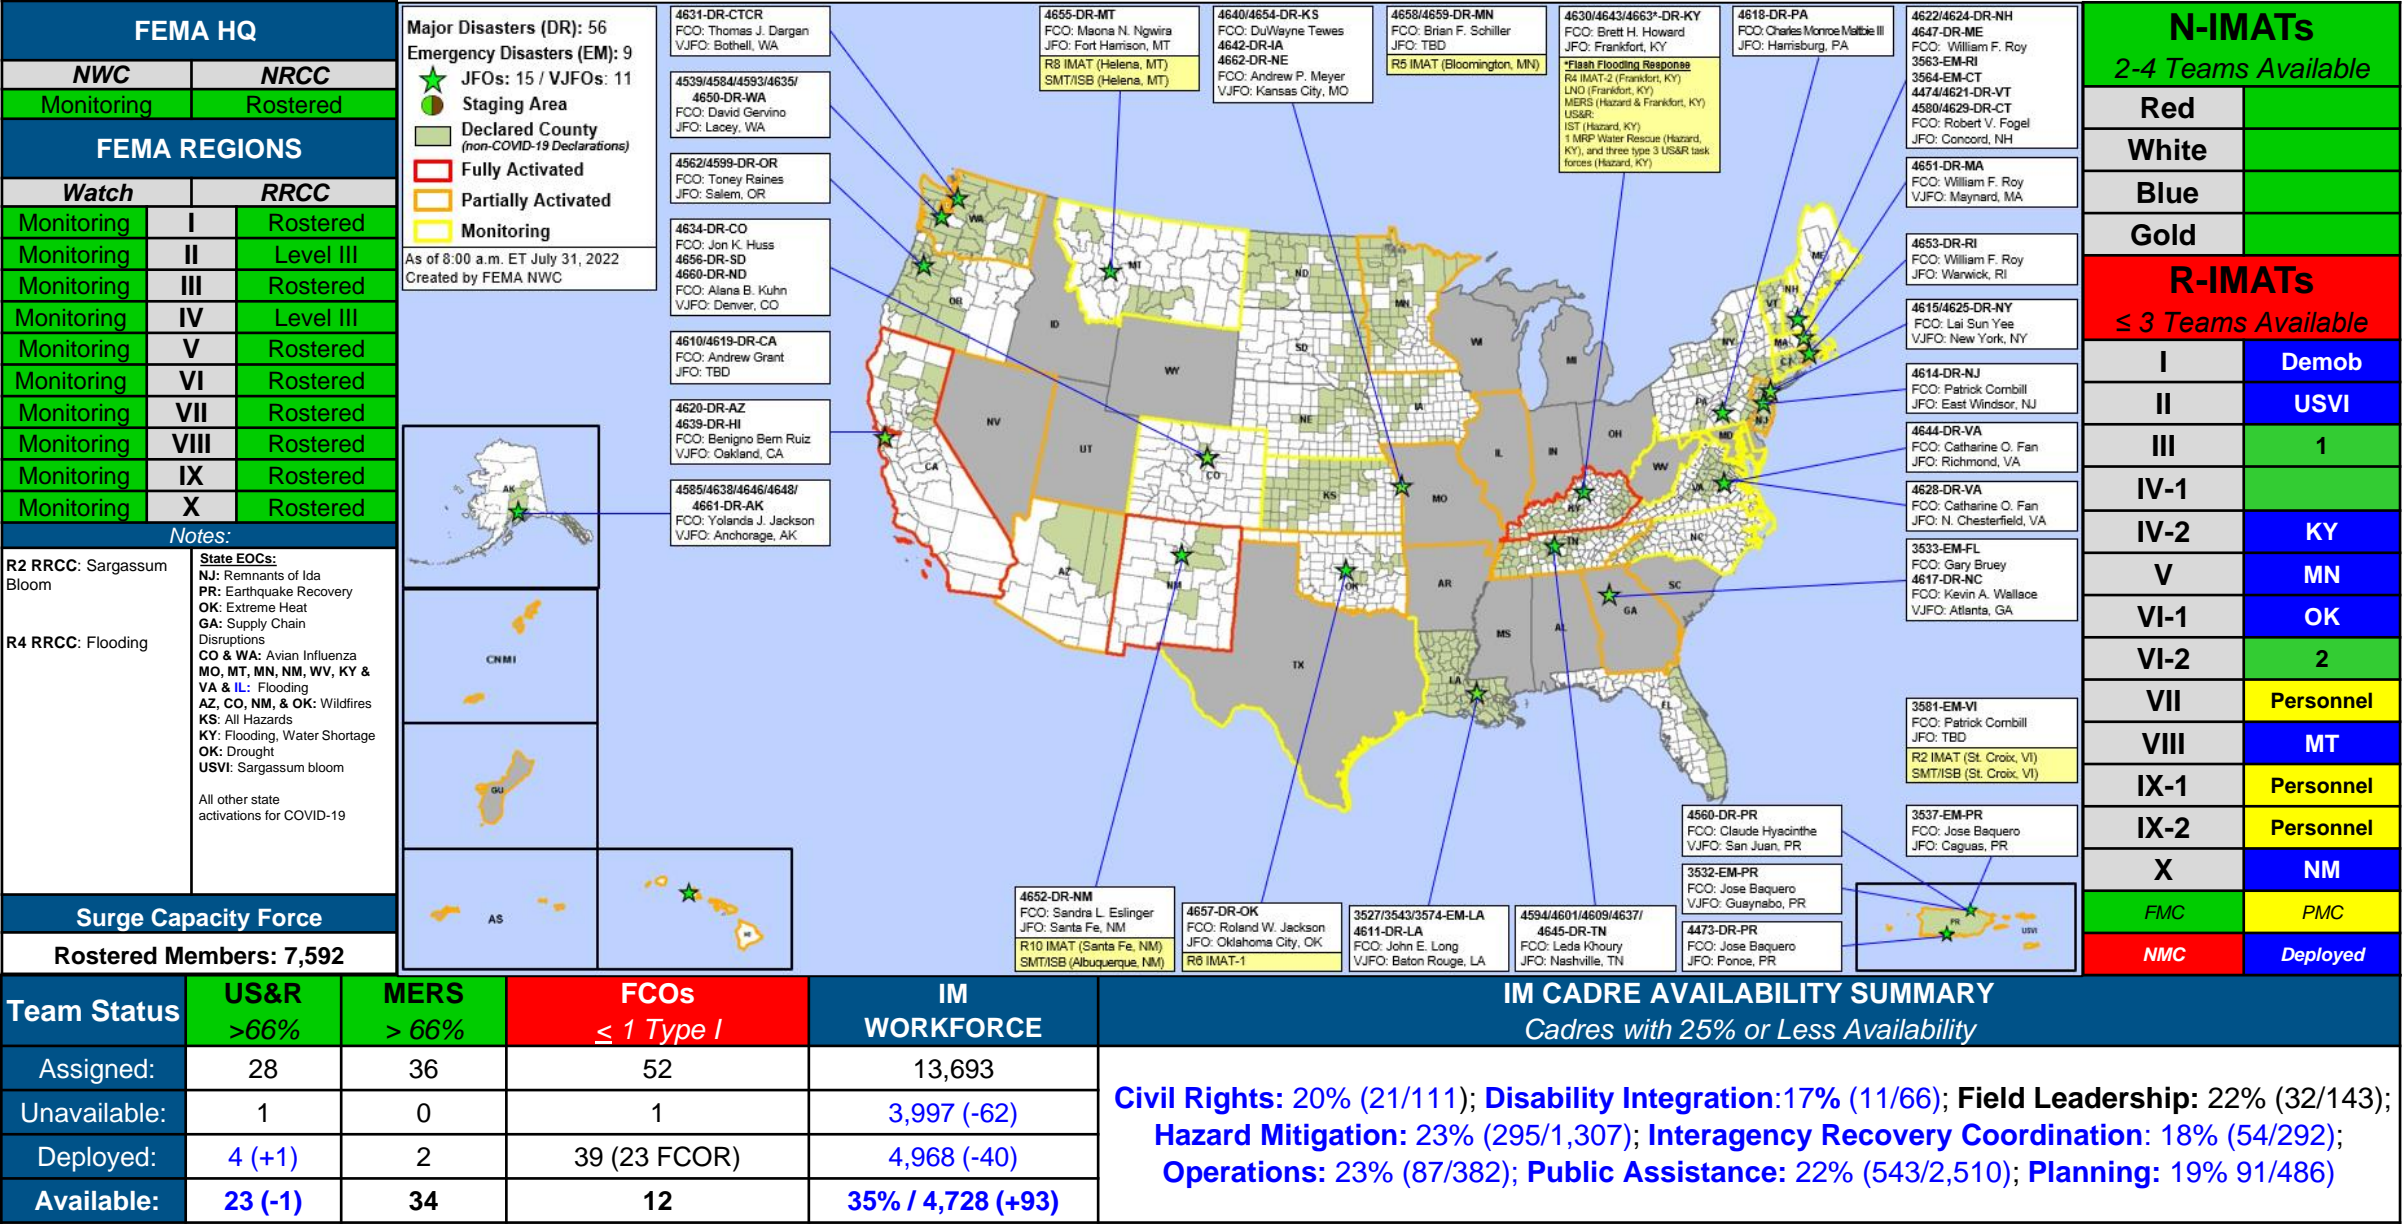 FEMA HQ
NWC NRCC
Monitoring Rostered
FEMA REGIONS
Watch RRCC
Monitoring I Rostered
Monitoring II Level III
Monitoring III Rostered
Monitoring IV Level III
Monitoring V Rostered
Monitoring VI Rostered
Monitoring VII Rostered
Monitoring VIII Rostered
Monitoring IX Rostered
Monitoring X Rostered
Notes:
R2 RRCC: Sargassum
Bloom
R4 RRCC: Flooding
State EOCs:
NJ: Remnants of Ida
PR: Earthquake Recovery
OK: Extreme Heat
GA: Supply Chain
Disruptions
CO & WA: Avian Influenza
MO, MT, MN, NM, WV, KY &
VA & IL: Flooding
AZ, CO, NM, & OK: Wildfires
KS: All Hazards
KY: Flooding, Water Shortage
OK: Drought
USVI: Sargassum bloom
All other state
activations for COVID-19
Surge Capacity Force
Rostered Members: 7,592
Major Disasters (DR): 56
Emergency Disasters (EM): 9
JFOs: 15 / VJFOs: 11
Staging Area
Declared County
(non-COVID-19 Declarations)
Fully Activated
Partially Activated
Monitoring
As of 8:00 a.m. ET July 31, 2022
Created by FEMA NWC
4631-DR-CTCR
FCO: Thomas J. Dargan
VJFO: Bothell, WA
4539/4584/4593/4635/
4650-DR-WA
FCO: David Gervino
JFO: Lacey, WA
4562/4599-DR-OR
FCO: Toney Raines
JFO: Salem, OR
4634-DR-CO
FCO: Jon K. Huss
4656-DR-SD
4660-DR-ND
FCO: Alana B. Kuhn
VJFO: Denver, CO
4610/4619-DR-CA
FCO: Andrew Grant
JFO: TBD
4620-DR-AZ
4639-DR-HI
FCO: Benigno Bern Ruiz
VJFO: Oakland, CA
4585/4638/4646/4648/
4661-DR-AK
FCO: Yolanda J. Jackson
VJFO: Anchorage, AK
4655-DR-MT
FCO: Maona N. Ngwira
JFO: Fort Harrison, MT
R8 IMAT (Helena, MT)
SMT/ISB (Helena, MT)
4640/4654-DR-KS
FCO: DuWayne Tewes
4642-DR-IA
4662-DR-NE
FCO: Andrew P. Meyer
VJFO: Kansas City, MO
4658/4659-DR-MN
FCO: Brian F. Schiller
JFO: TBD
R5 IMAT (Bloomington, MN)
4630/4643/4663*-DR-KY
FCO: Brett H. Howard
JFO: Frankfort, KY
*Flash Flooding Response
R4 IMAT-2 (Frankfort, KY)
LNO (Frankfort, KY)
MERS (Hazard & Frankfort, KY)
US&R:
IST (Hazard, KY)
1 MRP Water Rescue (Hazard,
KY), and three type 3 US&R task
forces (Hazard, KY)
4618-DR-PA
FCO: Charles Monroe Mattbie III
JFO: Harrisburg, PA
4622/4624-DR-NH
4647-DR-ME
FCO: William F. Roy
3563-EM-RI
3564-EM-CT
4474/4621-DR-VT
4580/4629-DR-CT
FCO: Robert V. Fogel
JFO: Concord, NH
4651-DR-MA
FCO: William F. Roy
VJFO: Maynard, MA
4653-DR-RI
FCO: William F. Roy
JFO: Warwick, RI
4615/4625-DR-NY
FCO: Lai Sun Yee
VJFO: New York, NY
4614-DR-NJ
FCO: Patrick Cornbill
JFO: East Windsor, NJ
4644-DR-VA
FCO: Catharine O. Fan
JFO: Richmond, VA
4628-DR-VA
FCO: Catharine O. Fan
JFO: N. Chesterfield, VA
3533-EM-FL
FCO: Gary Bruey
4617-DR-NC
FCO: Kevin A. Wallace
VJFO: Atlanta, GA
3581-EM-VI
FCO: Patrick Cornbill
JFO: TBD
R2 IMAT (St. Croix, VI)
SMT/ISB (St. Croix, VI)
4560-DR-PR
FCO: Claude Hyacinthe
VJFO: San Juan, PR
3537-EM-PR
FCO: Jose Baquero
JFO: Caguas, PR
3532-EM-PR
FCO: Jose Baquero
VJFO: Guaynabo, PR
4473-DR-PR
FCO: Jose Baquero
JFO: Ponce, PR
4652-DR-NM
FCO: Sandra L. Eslinger
JFO: Santa Fe, NM
R10 IMAT (Santa Fe, NM)
SMT/ISB (Albuquerque, NM)
4657-DR-OK
FCO: Roland W. Jackson
JFO: Oklahoma City, OK
R6 IMAT-1
3527/3543/3574-EM-LA
4611-DR-LA
FCO: John E. Long
VJFO: Baton Rouge, LA
4594/4601/4609/4637/
4645-DR-TN
FCO: Leda Khoury
JFO: Nashville, TN
WA
MT
ND
MN
ME
VT
NH
OR
ID
SD
WI
MI
NY
MA
CT
WY
IA
NE
PA
NJ
NV
UT
CO
KS
MO
IL
IN
OH
WV
MD
VA
KY
CA
AZ
NM
OK
AR
TN
NC
SC
TX
LA
MS
AL
GA
FL
AK
CNMI
GU
AS
HI
PR
USVI
N-IMATs
2-4 Teams Available
Red
White
Blue
Gold
R-IMATs
≤ 3 Teams Available
I Demob
II USVI
III 1
IV-1
IV-2 KY
V MN
VI-1 OK
VI-2 2
VII Personnel
VIII MT
IX-1 Personnel
IX-2 Personnel
X NM
FMC PMC
NMC Deployed
Team Status US&R >66% MERS > 66% FCOs ≤ 1 Type I IM WORKFORCE
Assigned: 28 36 52 13,693
Unavailable: 1 0 1 3,997 (-62)
Deployed: 4 (+1) 2 39 (23 FCOR) 4,968 (-40)
Available: 23 (-1) 34 12 35% / 4,728 (+93)
IM CADRE AVAILABILITY SUMMARY
Cadres with 25% or Less Availability
Civil Rights: 20% (21/111); Disability Integration:17% (11/66); Field Leadership: 22% (32/143);
Hazard Mitigation: 23% (295/1,307); Interagency Recovery Coordination: 18% (54/292);
Operations: 23% (87/382); Public Assistance: 22% (543/2,510); Planning: 19% 91/486)